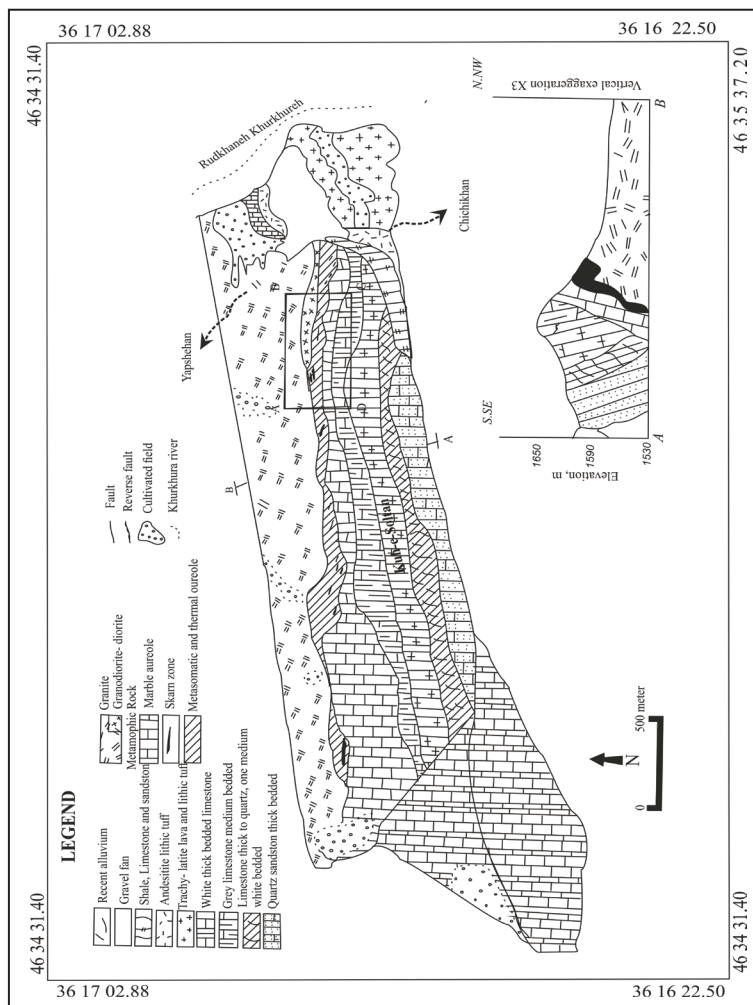 36 17 02.88
36 16 22.50
46 34 31.40
46 35 37.20
46 34 31.40
46 34 31.40
36 17 02.88
36 16 22.50
LEGEND
Recent alluvium
Gravel fan
Shale, Limestone and sandston
Andesitite lithic tuff
Trachy- latite lava and lithic tuff
White thick bedded limestone
Grey limestone medium bedded
Limestone thick to quartz, one medium
white bedded
Quartz sandston thick bedded
Granite
Granodiorite- diorite
Metamophic Rock
Marble aureole
Skarn zone
Metasomatic and thermal oureole
Fault
Reverse fault
Cultivated field
Khurkhura river
Rudkhaneh Khurkhureh
Yapshehan
Chichikhan
Kuh-e-Soltan
A
B
C
D
B
A
N
0
500 meter
S.SE
N.NW
Vertical exaggeration X3
Elevation, m
1650
1590
1530
A
B